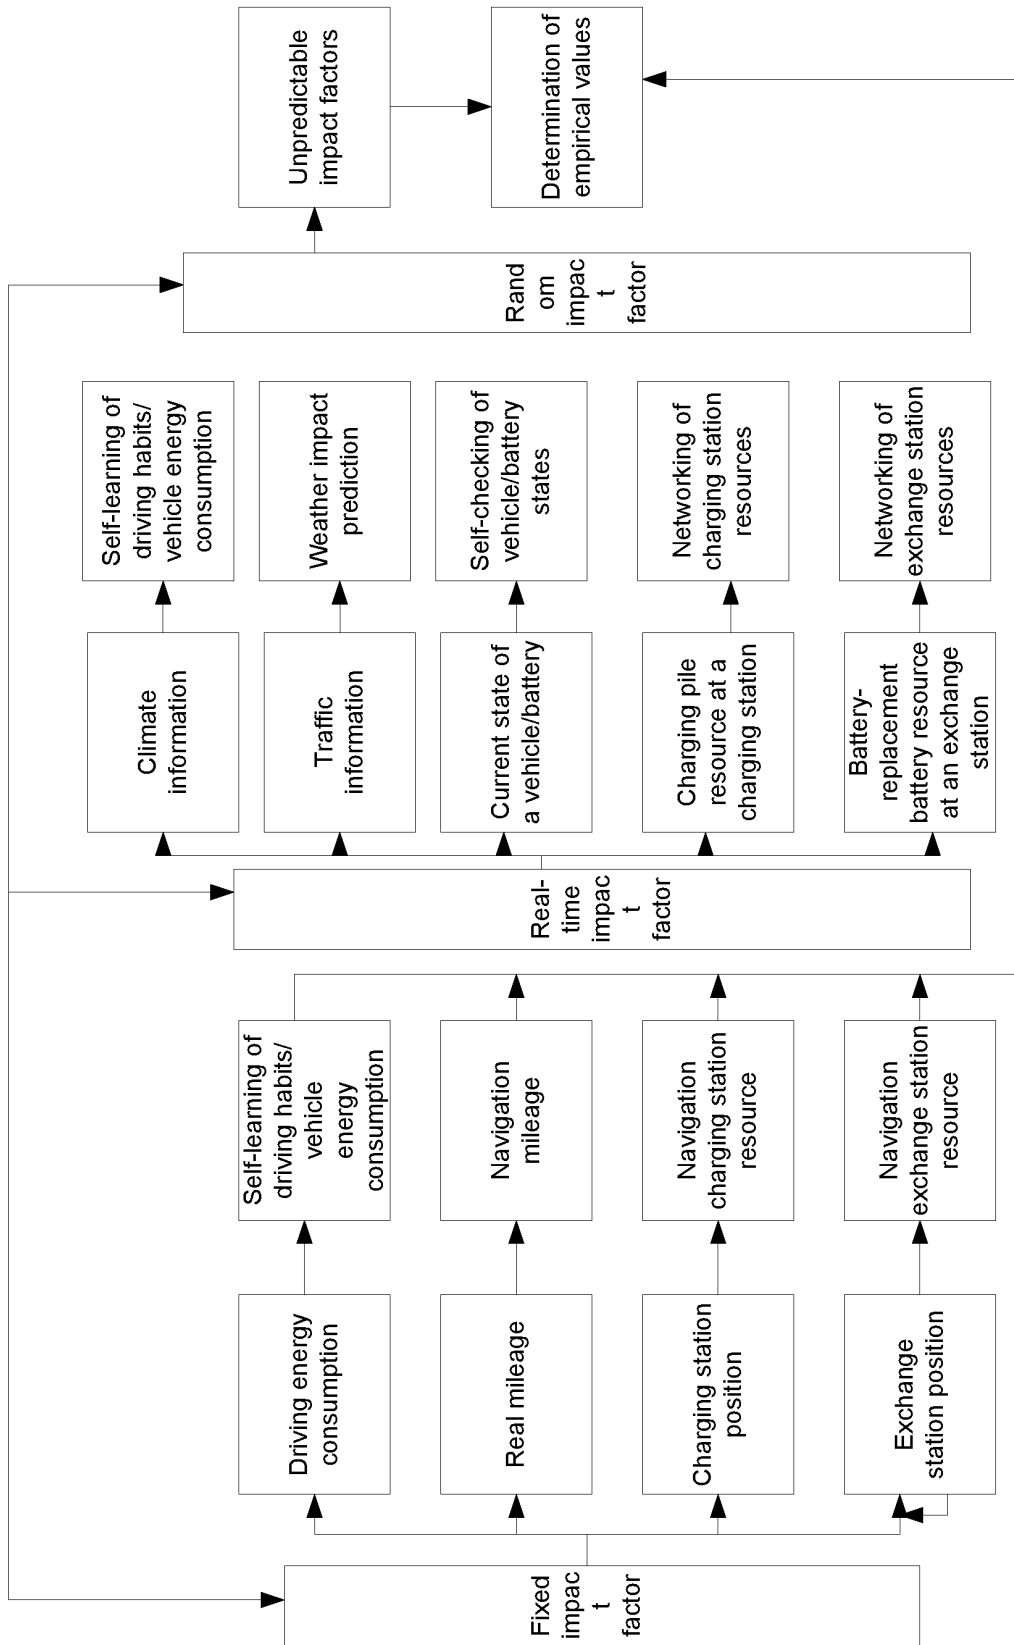 Fixed
impac
t
factor
Driving energy
consumption
Self-learning of
driving habits/
vehicle
energy
consumption
Real mileage
Navigation
mileage
Charging station
position
Navigation
charging station
resource
Exchange
station position
Navigation
exchange station
resource
Real-
time
impac
t
factor
Climate
information
Self-learning of
driving habits/
vehicle energy
consumption
Traffic
information
Weather impact
prediction
Current state of
a vehicle/battery
Self-checking of
vehicle/battery
states
Charging pile
resource at a
charging station
Networking of
charging station
resources
Battery-
replacement
battery resource
at an exchange
station
Networking of
exchange station
resources
Rand
om
impac
t
factor
Unpredictable
impact factors
Determination of
empirical values